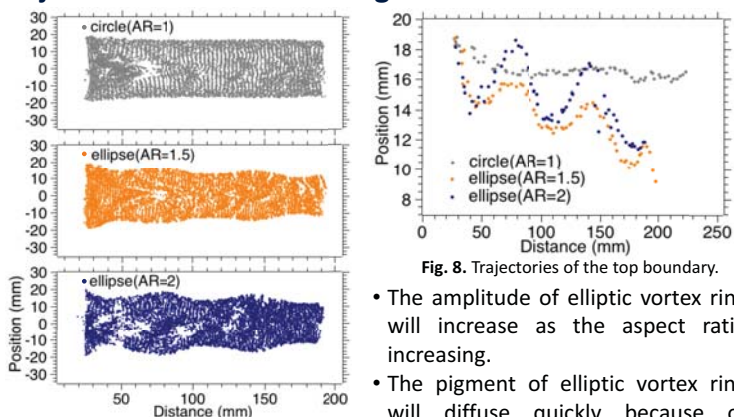 circle(AR=1)
30
20
10
0
-10
-20
-30
ellipse(AR=1.5)
30
20
10
0
-10
-20
-30
ellipse(AR=2)
30
20
10
0
-10
-20
-30
Position (mm)
50
100
150
200
Distance (mm)
20
18
16
14
12
10
8
Position (mm)
circle(AR=1)
ellipse(AR=1.5)
ellipse(AR=2)
0
50
100
150
200
250
Distance (mm)
Fig. 8. Trajectories of the top boundary.
• The amplitude of elliptic vortex rin
will increase as the aspect rati
increasing.
• The pigment of elliptic vortex rin
will diffuse quickly because o